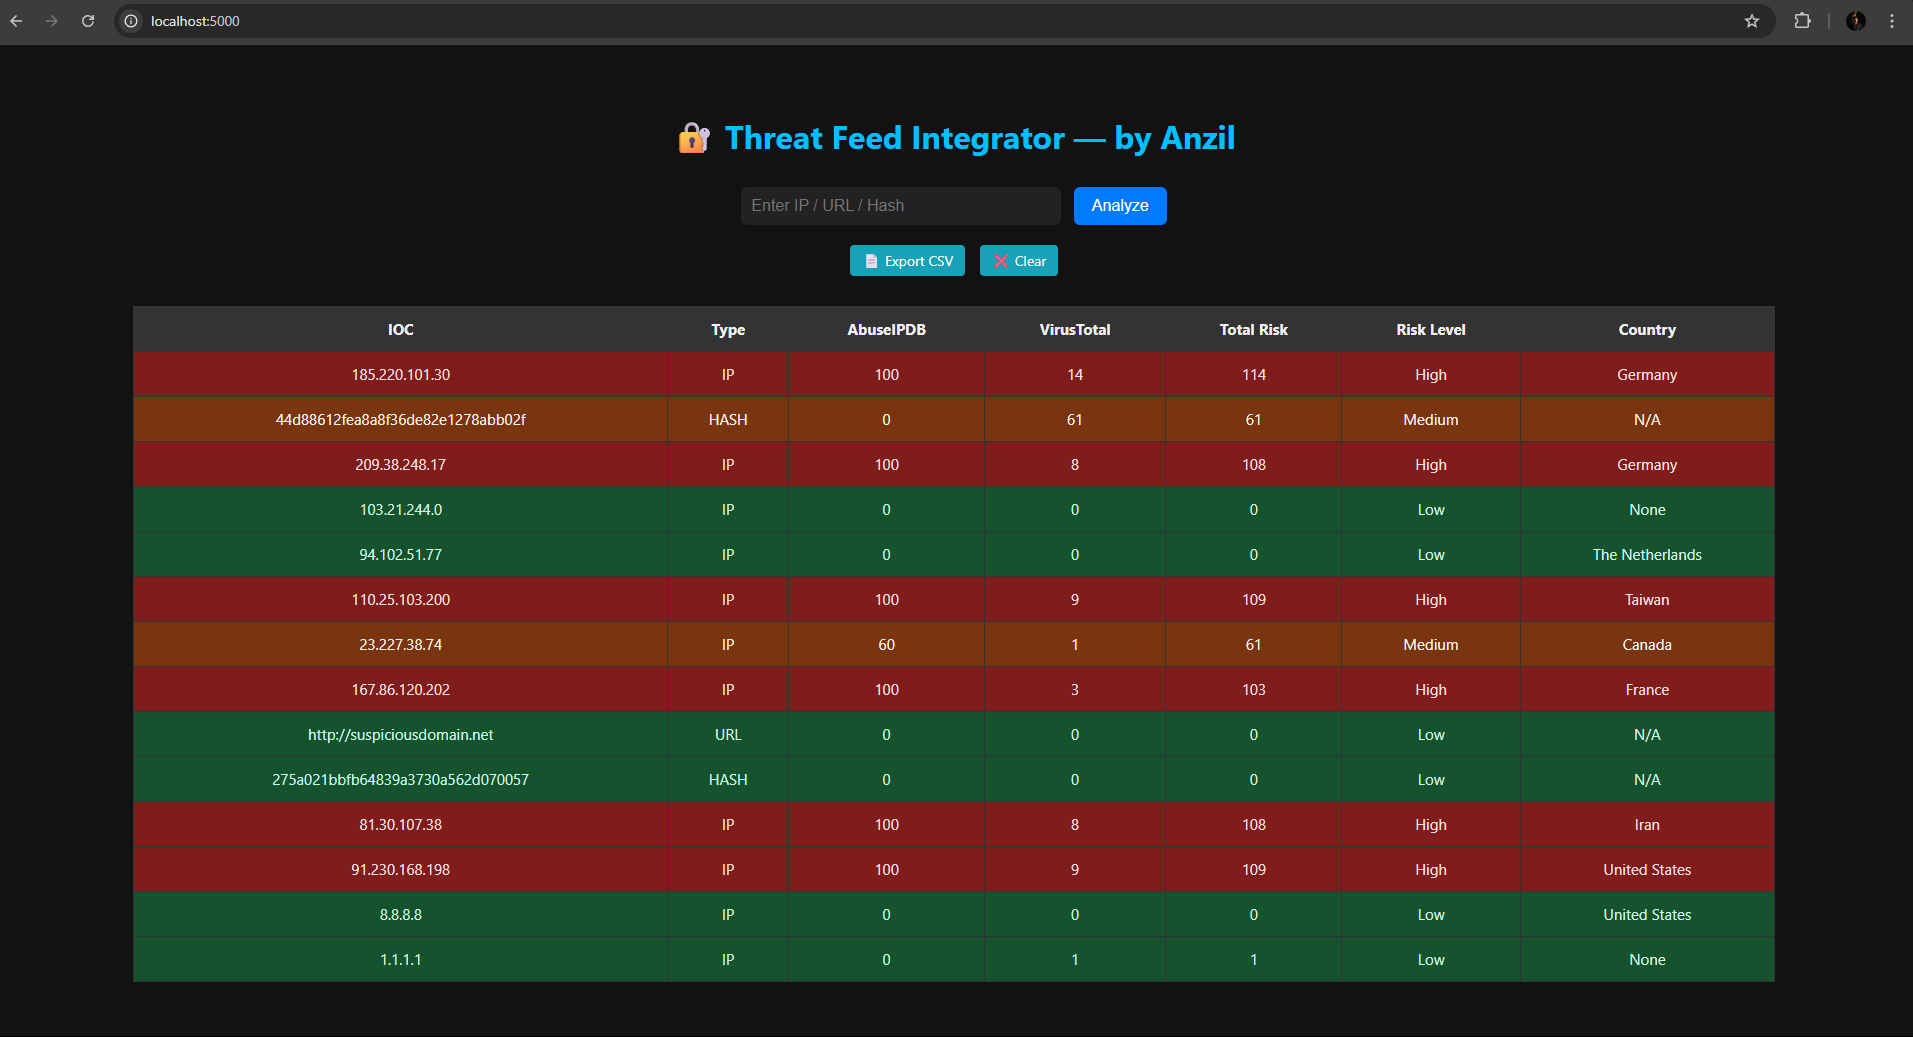 localhost:5000
🔐 Threat Feed Integrator — by Anzil
Enter IP / URL / Hash Analyze
Export CSV Clear
IOC Type AbuseIPDB VirusTotal Total Risk Risk Level Country
185.220.101.30 IP 100 14 114 High Germany
44d88612fea8a8f36de82e1278abb02f HASH 0 61 61 Medium N/A
209.38.248.17 IP 100 8 108 High Germany
103.21.244.0 IP 0 0 0 Low None
94.102.51.77 IP 0 0 0 Low The Netherlands
110.25.103.200 IP 100 9 109 High Taiwan
23.227.38.74 IP 60 1 61 Medium Canada
167.86.120.202 IP 100 3 103 High France
http://suspiciousdomain.net URL 0 0 0 Low N/A
275a021bbfb64839a3730a562d070057 HASH 0 0 0 Low N/A
81.30.107.38 IP 100 8 108 High Iran
91.230.168.198 IP 100 9 109 High United States
8.8.8.8 IP 0 0 0 Low United States
1.1.1.1 IP 0 1 1 Low None